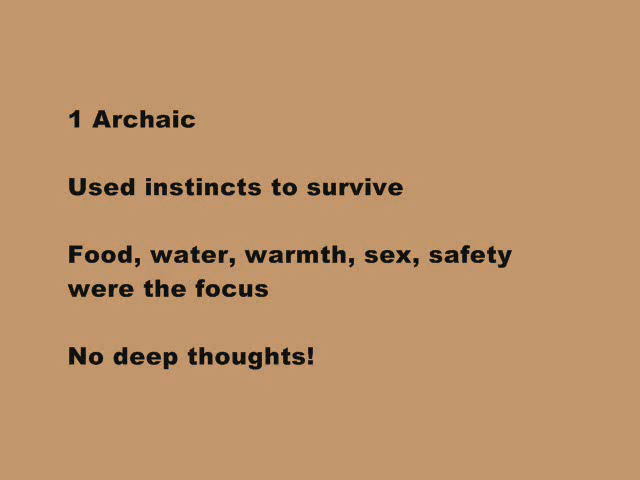 1 Archaic
Used instincts to survive
Food, water, warmth, sex, safety
were the focus
No deep thoughts!